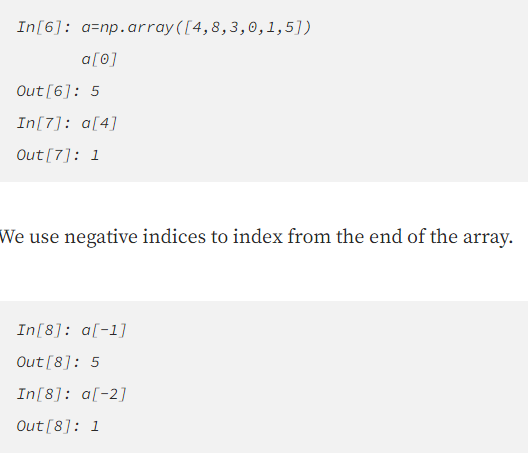 In[6]: a=np.array([4,8,3,0,1,5])
a[0]
Out[6]: 5
In[7]: a[4]
Out[7]: 1
We use negative indices to index from the end of the array.
In[8]: a[-1]
Out[8]: 5
In[8]: a[-2]
Out[8]: 1